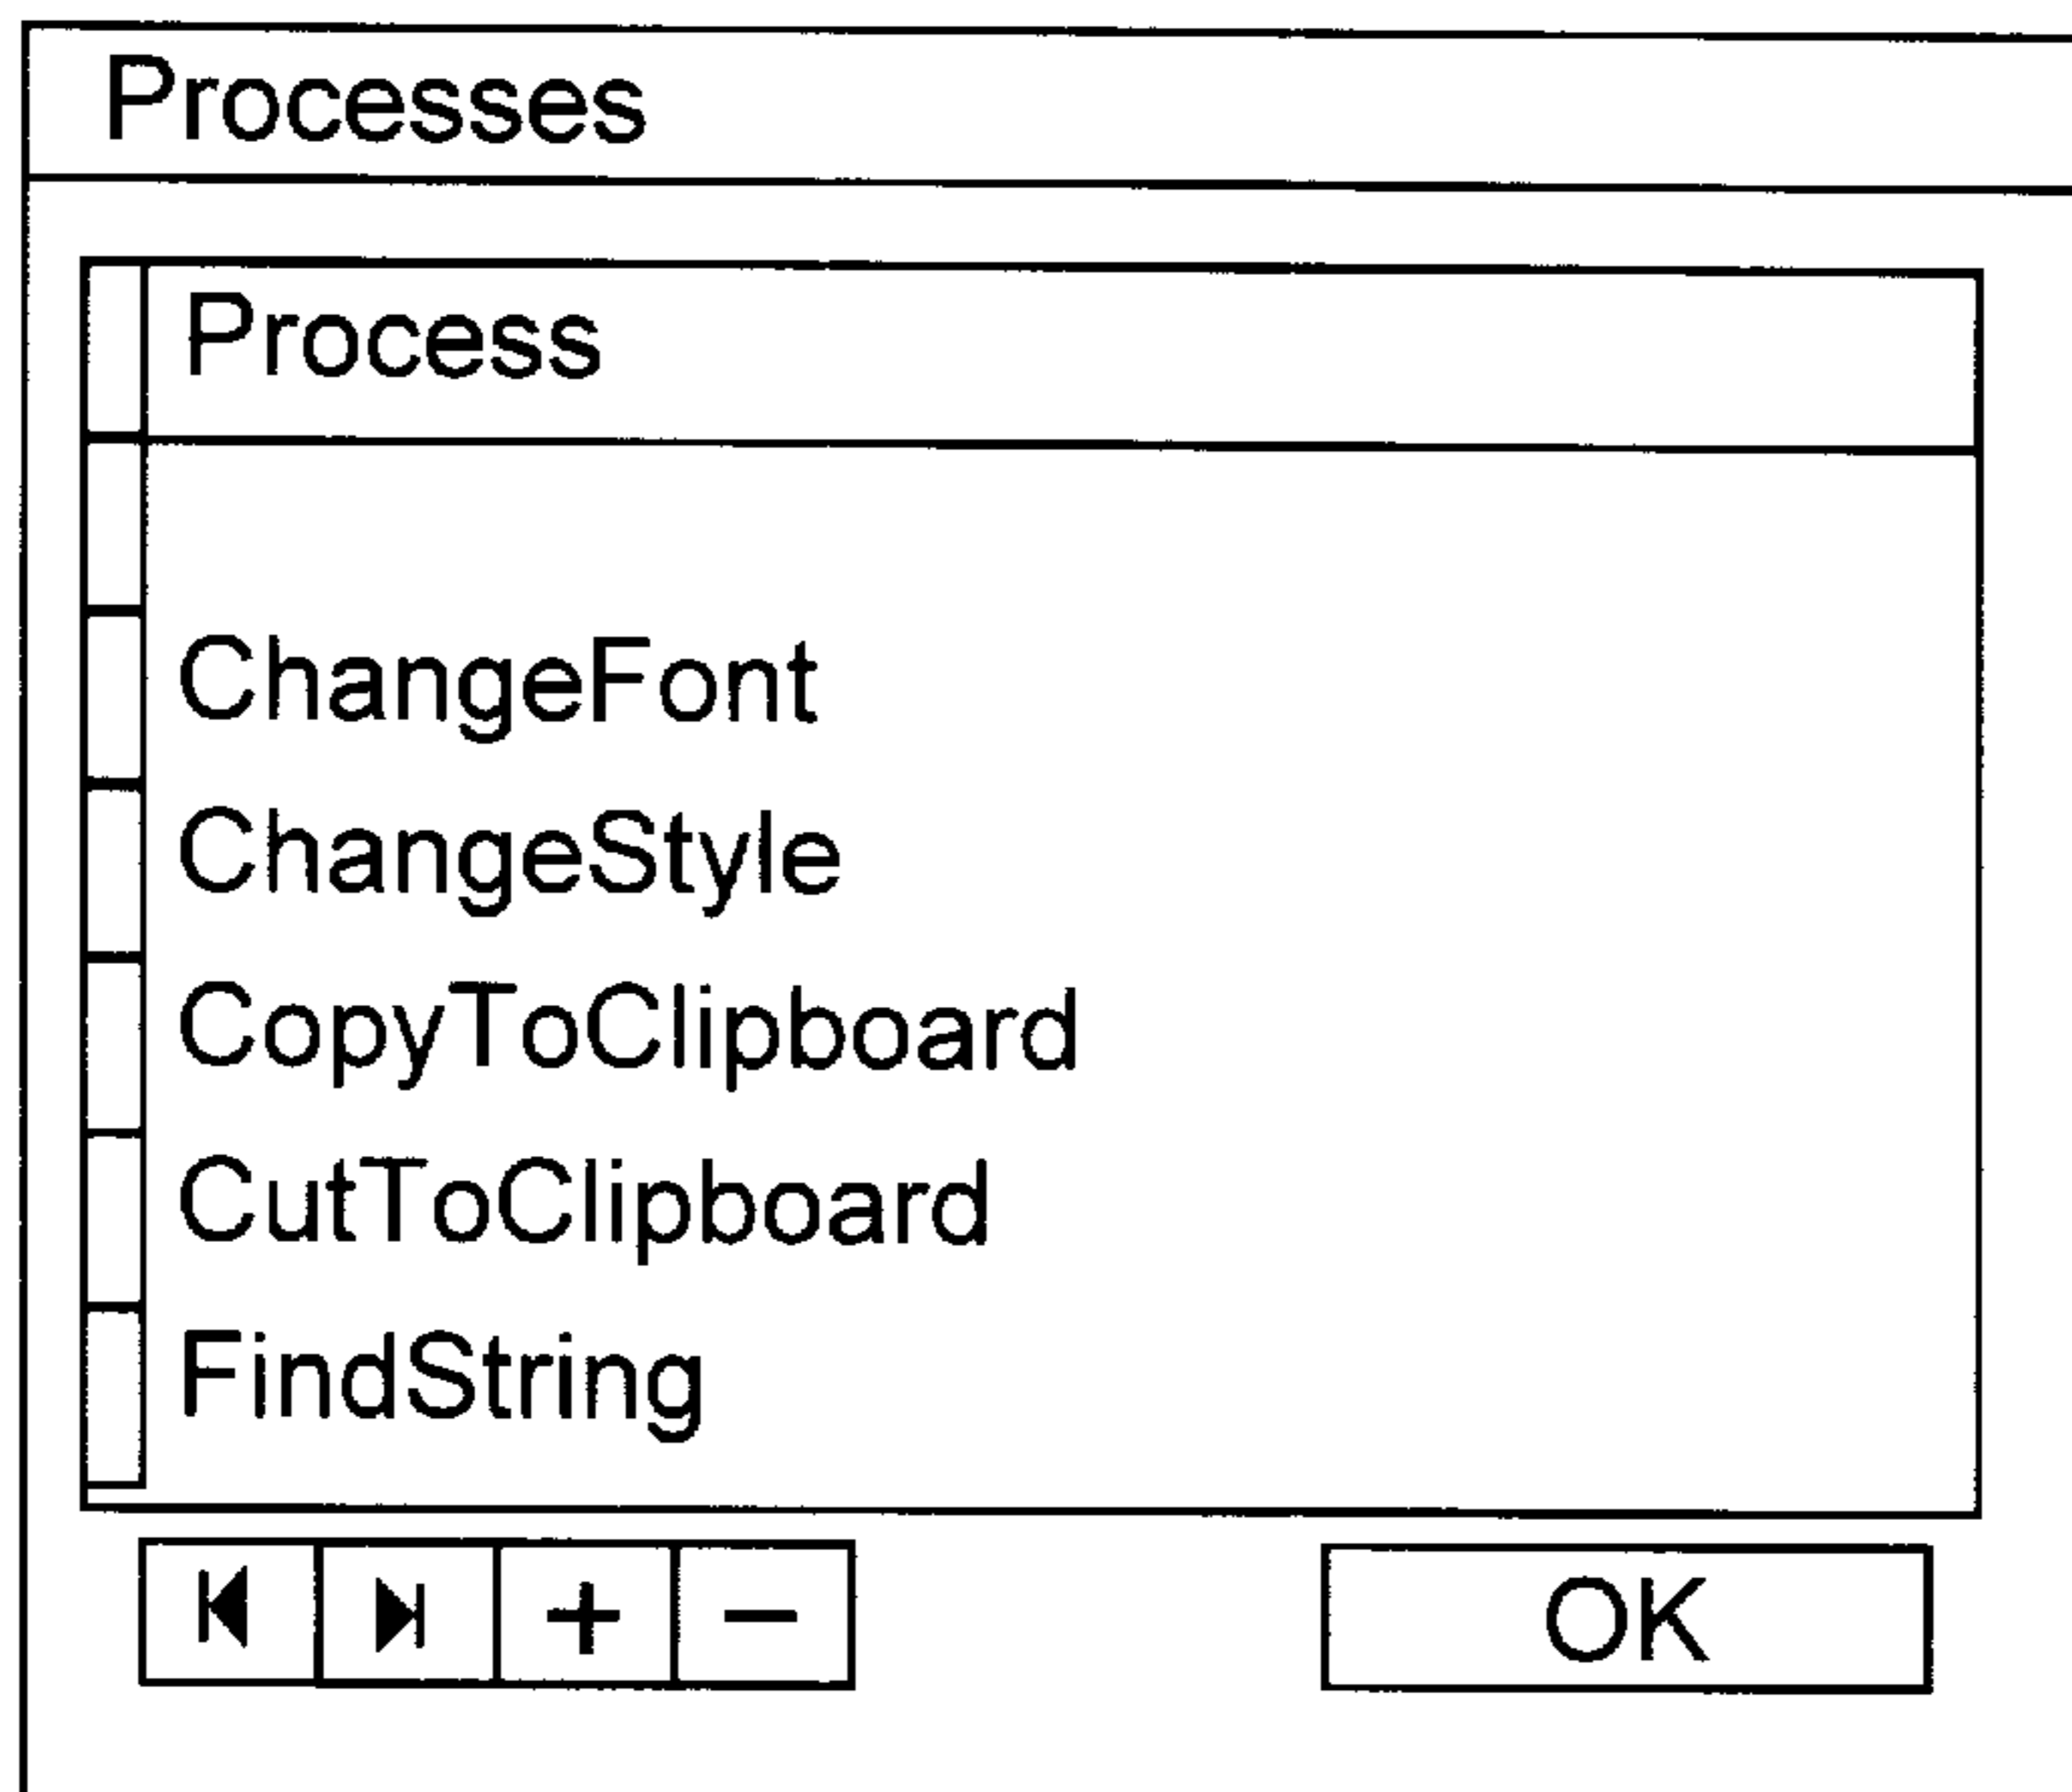 Processes
Process
ChangeFont
ChangeStyle
CopyToClipboard
CutToClipboard
FindString
+ −
OK